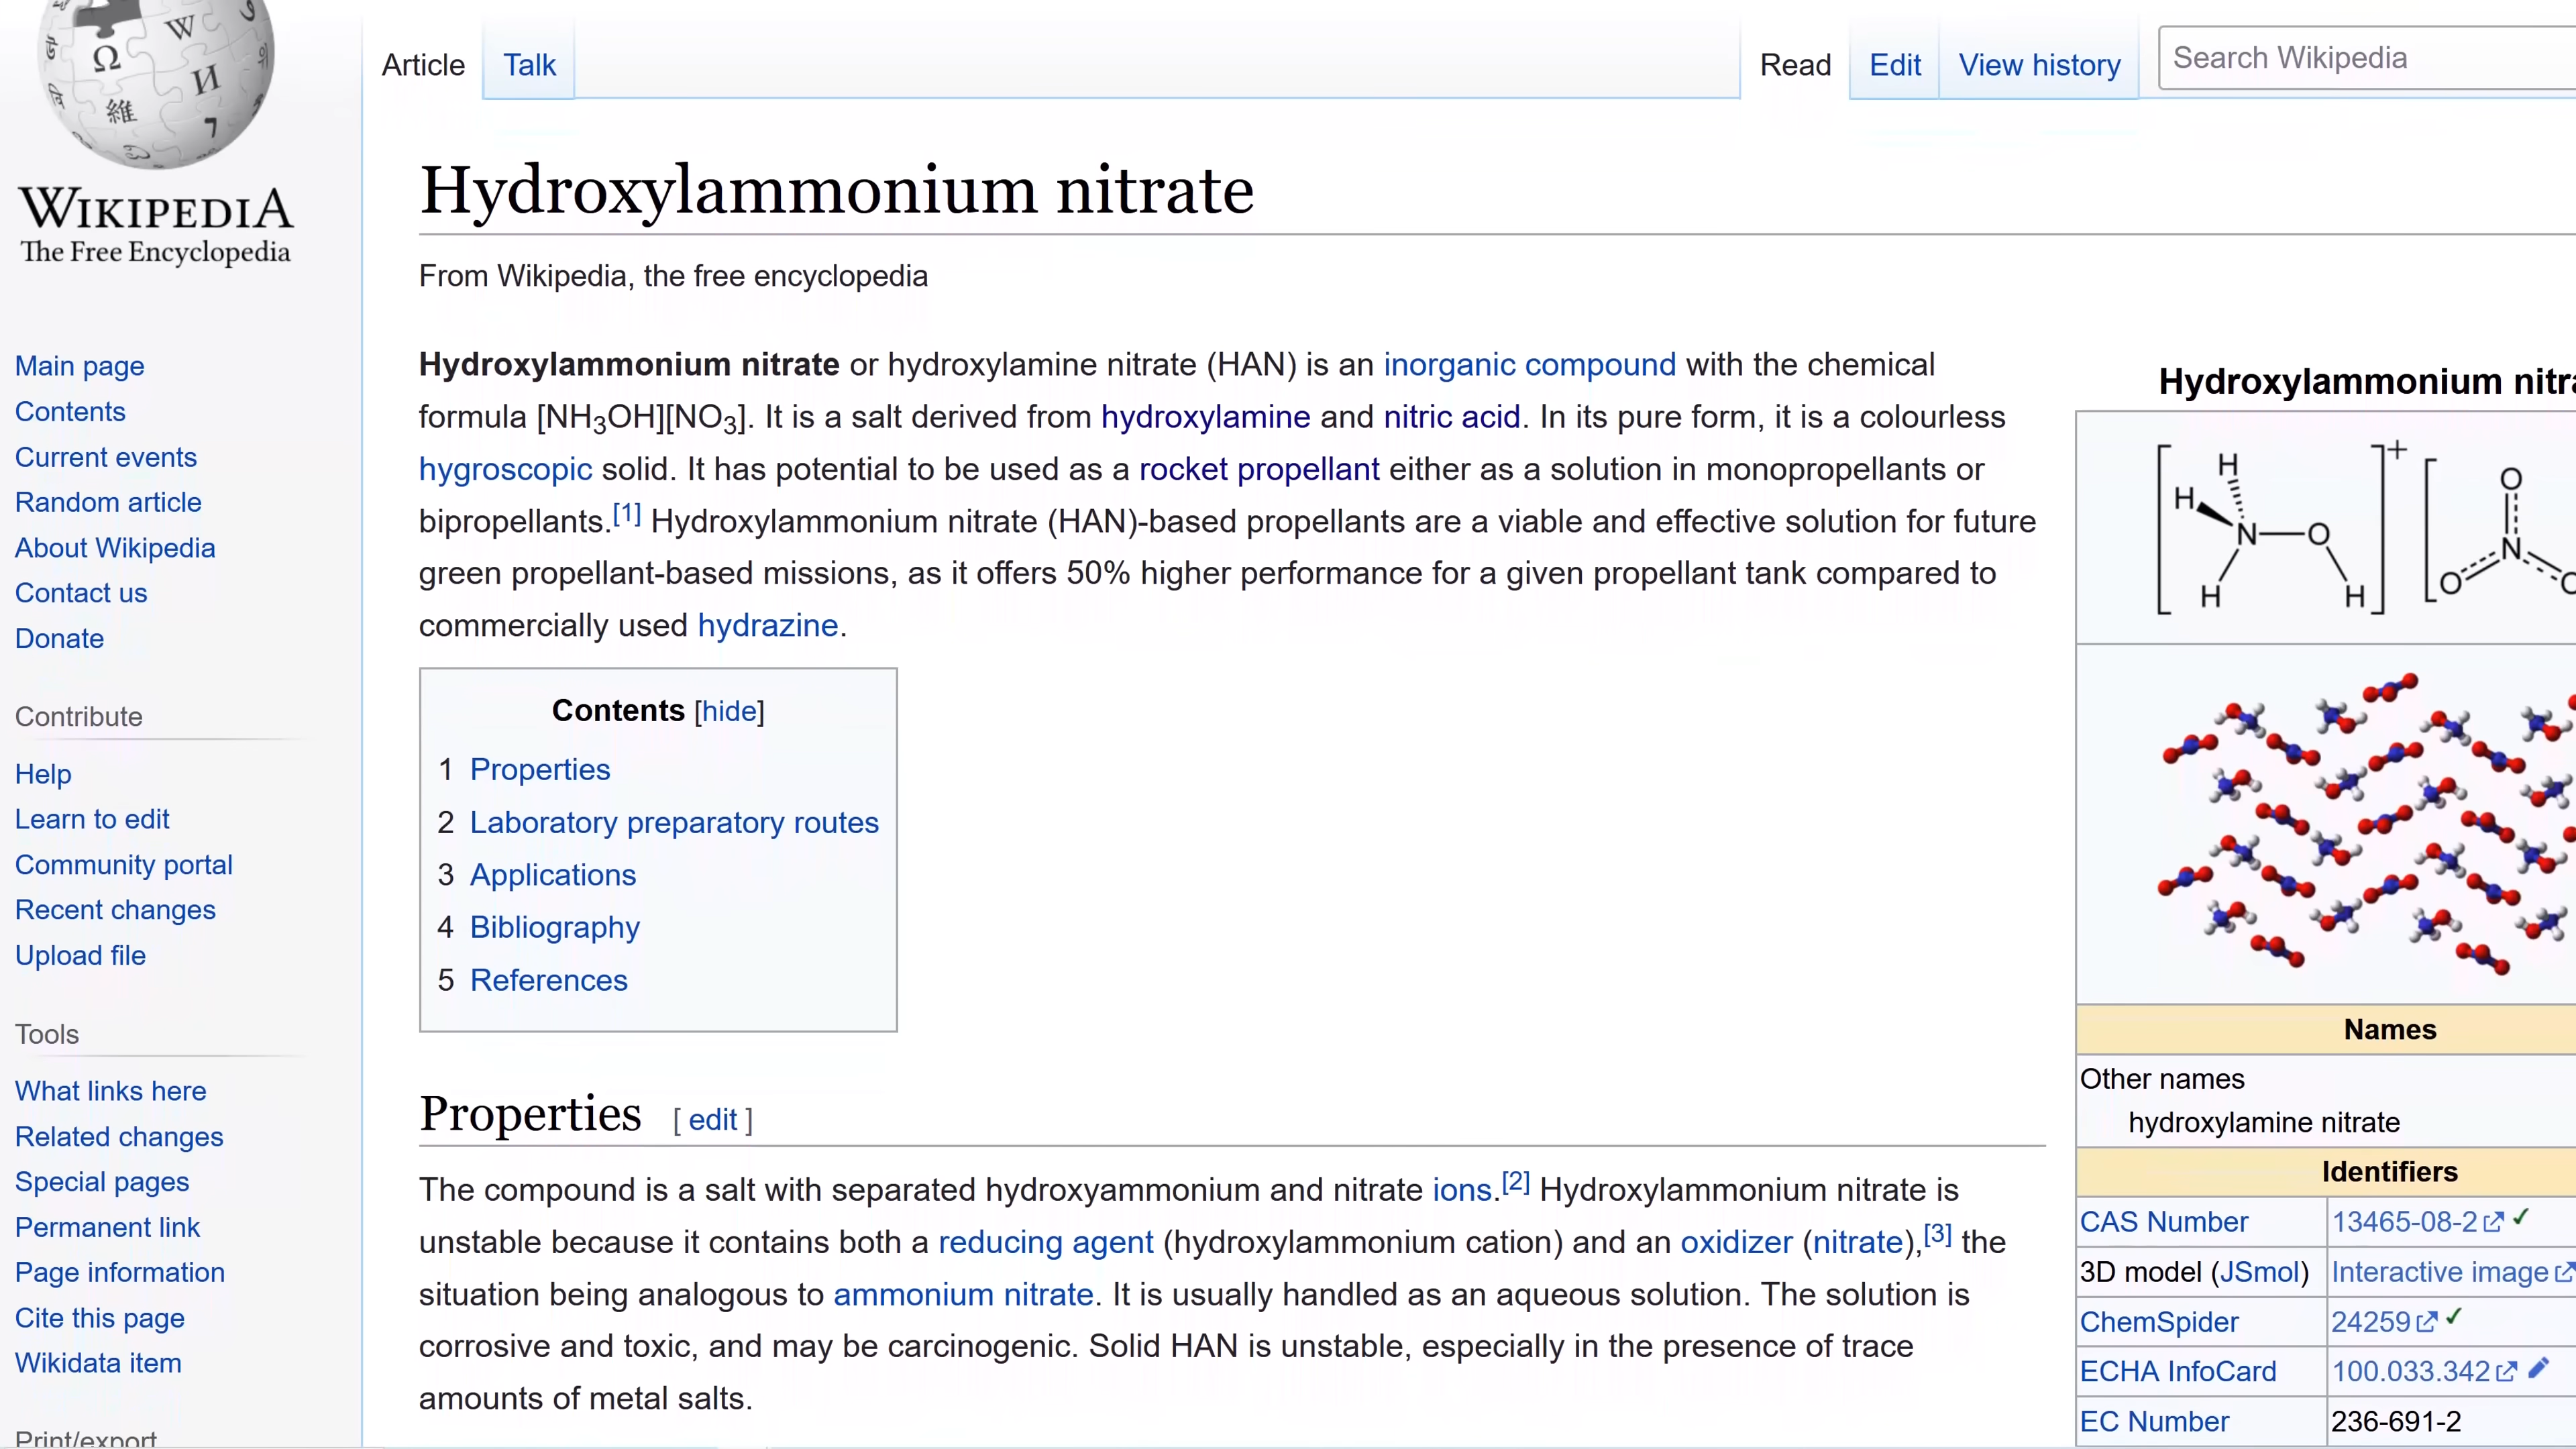 Ω
W
И
維
WIKIPEDIA
The Free Encyclopedia
Main page
Contents
Current events
Random article
About Wikipedia
Contact us
Donate
Contribute
Help
Learn to edit
Community portal
Recent changes
Upload file
Tools
What links here
Related changes
Special pages
Permanent link
Page information
Cite this page
Wikidata item
Print/export
Article
Talk
Read
Edit
View history
Search Wikipedia
Hydroxylammonium nitrate
From Wikipedia, the free encyclopedia
Hydroxylammonium nitrate or hydroxylamine nitrate (HAN) is an inorganic compound with the chemical
formula [NH₃OH][NO₃]. It is a salt derived from hydroxylamine and nitric acid. In its pure form, it is a colourless
hygroscopic solid. It has potential to be used as a rocket propellant either as a solution in monopropellants or
bipropellants.[1] Hydroxylammonium nitrate (HAN)-based propellants are a viable and effective solution for future
green propellant-based missions, as it offers 50% higher performance for a given propellant tank compared to
commercially used hydrazine.
Contents [hide]
1 Properties
2 Laboratory preparatory routes
3 Applications
4 Bibliography
5 References
Properties [ edit ]
The compound is a salt with separated hydroxyammonium and nitrate ions.[2] Hydroxylammonium nitrate is
unstable because it contains both a reducing agent (hydroxylammonium cation) and an oxidizer (nitrate),[3] the
situation being analogous to ammonium nitrate. It is usually handled as an aqueous solution. The solution is
corrosive and toxic, and may be carcinogenic. Solid HAN is unstable, especially in the presence of trace
amounts of metal salts.
Hydroxylammonium nitra
H
+
O
H
N
O
N
O
H
H
Names
Other names
hydroxylamine nitrate
Identifiers
CAS Number 13465-08-2
3D model (JSmol) Interactive image
ChemSpider 24259
ECHA InfoCard 100.033.342
EC Number 236-691-2